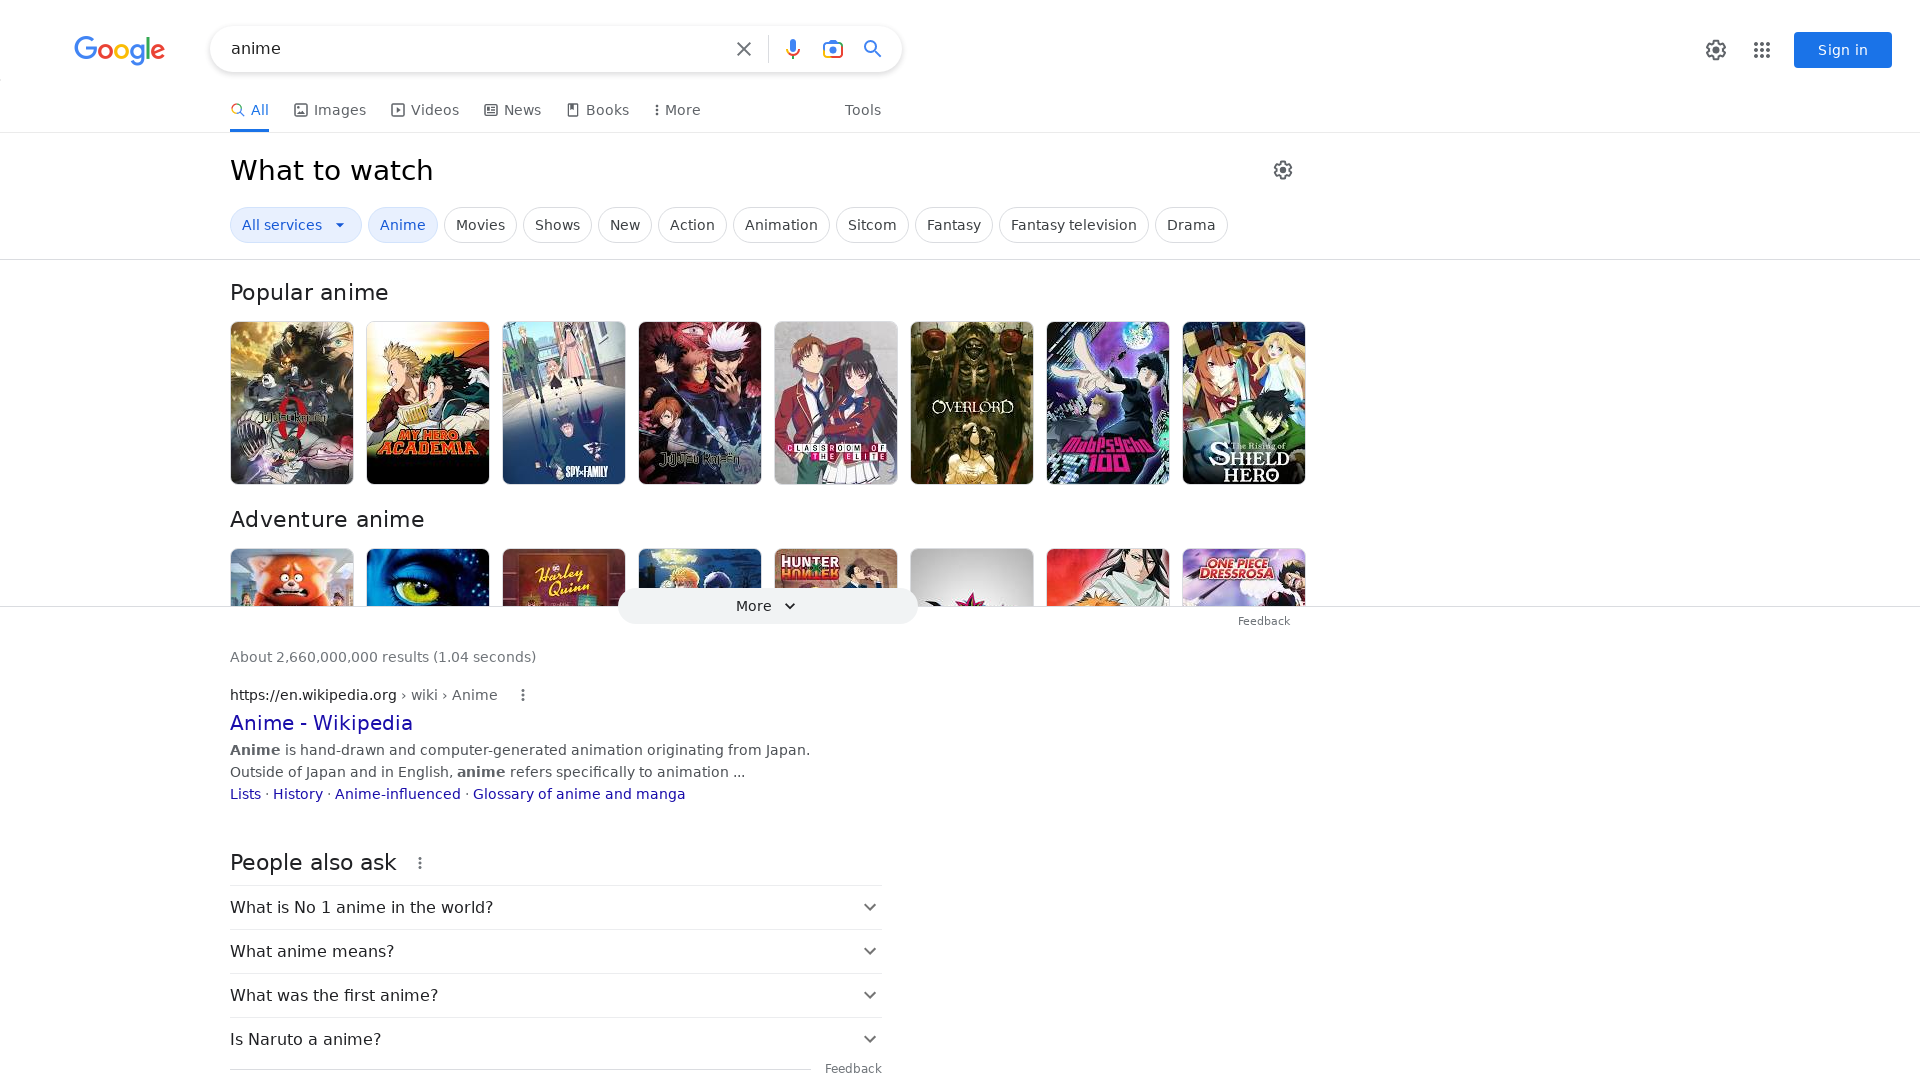 Google
anime
Sign in
All
Images
Videos
News
Books
More
Tools
What to watch
All services
Anime
Movies
Shows
New
Action
Animation
Sitcom
Fantasy
Fantasy television
Drama
Popular anime
JuJuTsu Kaisen
0
MY HERO
ACADEMIA
SPY×FAMILY
JuJuTsu Kaisen
CLASSROOM OF
THE ELITE
OVERLORD
Mob Psycho
100
The Rising of
The SHIELD
HERO
Adventure anime
Harley
Quinn
HUNTER
HUNTER
ONE PIECE
DRESSROSA
More
Feedback
About 2,660,000,000 results (1.04 seconds)
https://en.wikipedia.org › wiki › Anime
Anime - Wikipedia
Anime is hand-drawn and computer-generated animation originating from Japan.
Outside of Japan and in English, anime refers specifically to animation ...
Lists · History · Anime-influenced · Glossary of anime and manga
People also ask
What is No 1 anime in the world?
What anime means?
What was the first anime?
Is Naruto a anime?
Feedback